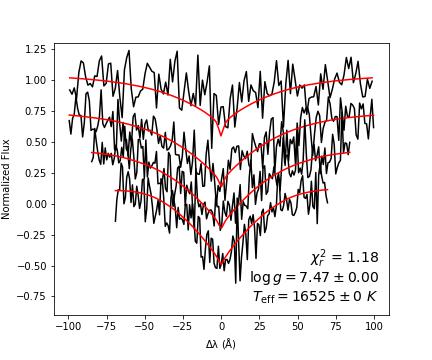 1.25
1.00
0.75
0.50
0.25
0.00
−0.25
−0.50
−0.75
Normalized Flux
χ²ᵣ = 1.18
log g = 7.47 ± 0.00
T_eff = 16525 ± 0 K
−100 −75 −50 −25 0 25 50 75 100
Δλ (Å)